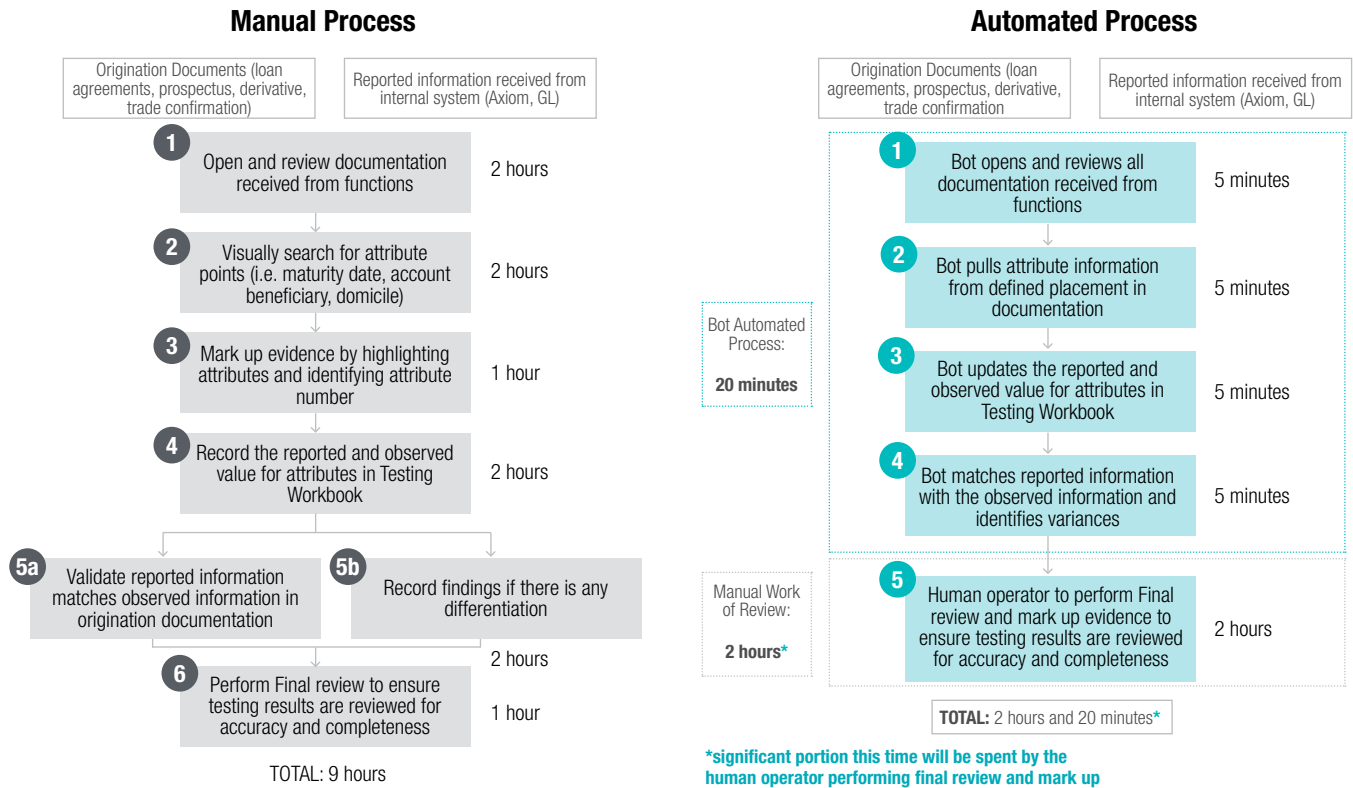 Manual Process
Origination Documents (loan
agreements, prospectus, derivative,
trade confirmation)
Reported information received from
internal system (Axiom, GL)
1
Open and review documentation
received from functions
2 hours
2
Visually search for attribute
points (i.e. maturity date, account
beneficiary, domicile)
2 hours
3
Mark up evidence by highlighting
attributes and identifying attribute
number
1 hour
4
Record the reported and observed
value for attributes in Testing
Workbook
2 hours
5a
Validate reported information
matches observed information in
origination documentation
5b
Record findings if there is any
differentiation
2 hours
6
Perform Final review to ensure
testing results are reviewed for
accuracy and completeness
1 hour
TOTAL: 9 hours
Automated Process
Origination Documents (loan
agreements, prospectus, derivative,
trade confirmation
Reported information received from
internal system (Axiom, GL)
Bot Automated
Process:
20 minutes
1
Bot opens and reviews all
documentation received from
functions
5 minutes
2
Bot pulls attribute information
from defined placement in
documentation
5 minutes
3
Bot updates the reported and
observed value for attributes in
Testing Workbook
5 minutes
4
Bot matches reported information
with the observed information and
identifies variances
5 minutes
Manual Work
of Review:
2 hours*
5
Human operator to perform Final
review and mark up evidence to
ensure testing results are reviewed
for accuracy and completeness
2 hours
TOTAL: 2 hours and 20 minutes*
*significant portion this time will be spent by the
human operator performing final review and mark up